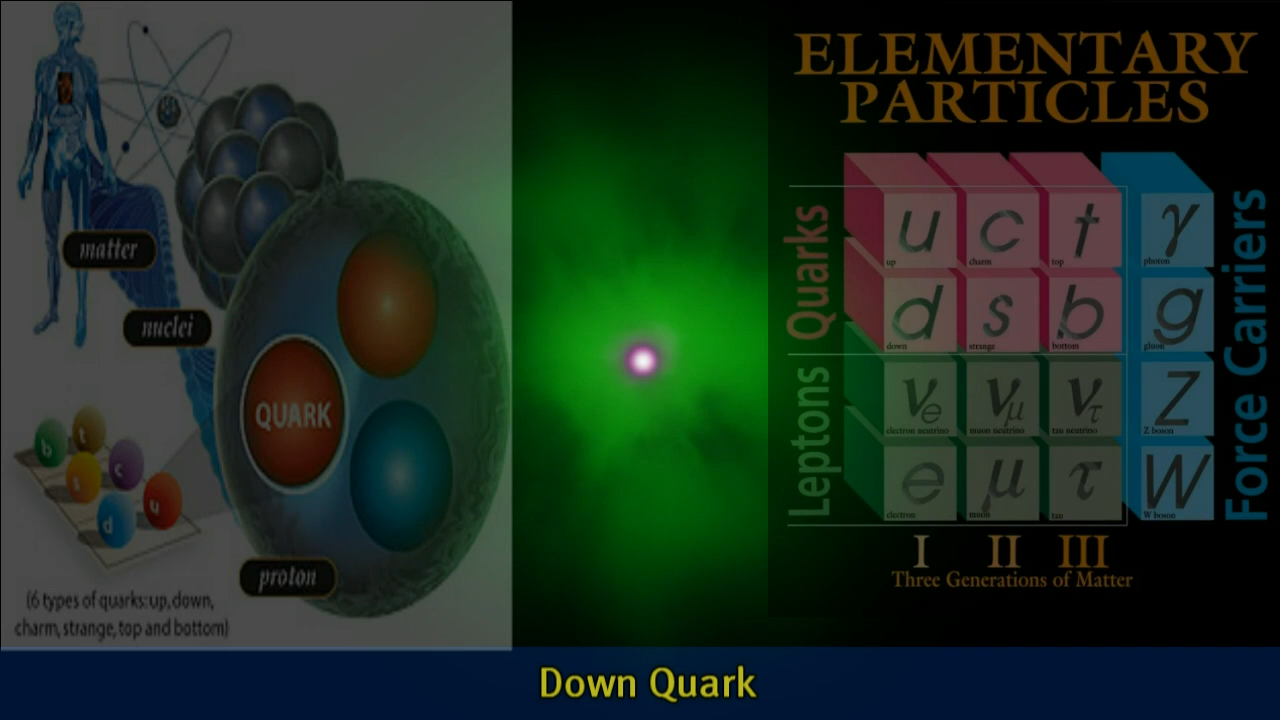 matter
nuclei
QUARK
b
t
s
c
d
u
proton
(6 types of quarks: up, down,
charm, strange, top and bottom)
ELEMENTARY
PARTICLES
Quarks
Leptons
Force Carriers
u c t γ
up charm top photon
d s b g
down strange bottom gluon
νe νμ ντ Z
electron neutrino muon neutrino tau neutrino Z boson
e μ τ W
electron muon tau W boson
I II III
Three Generations of Matter
Down Quark